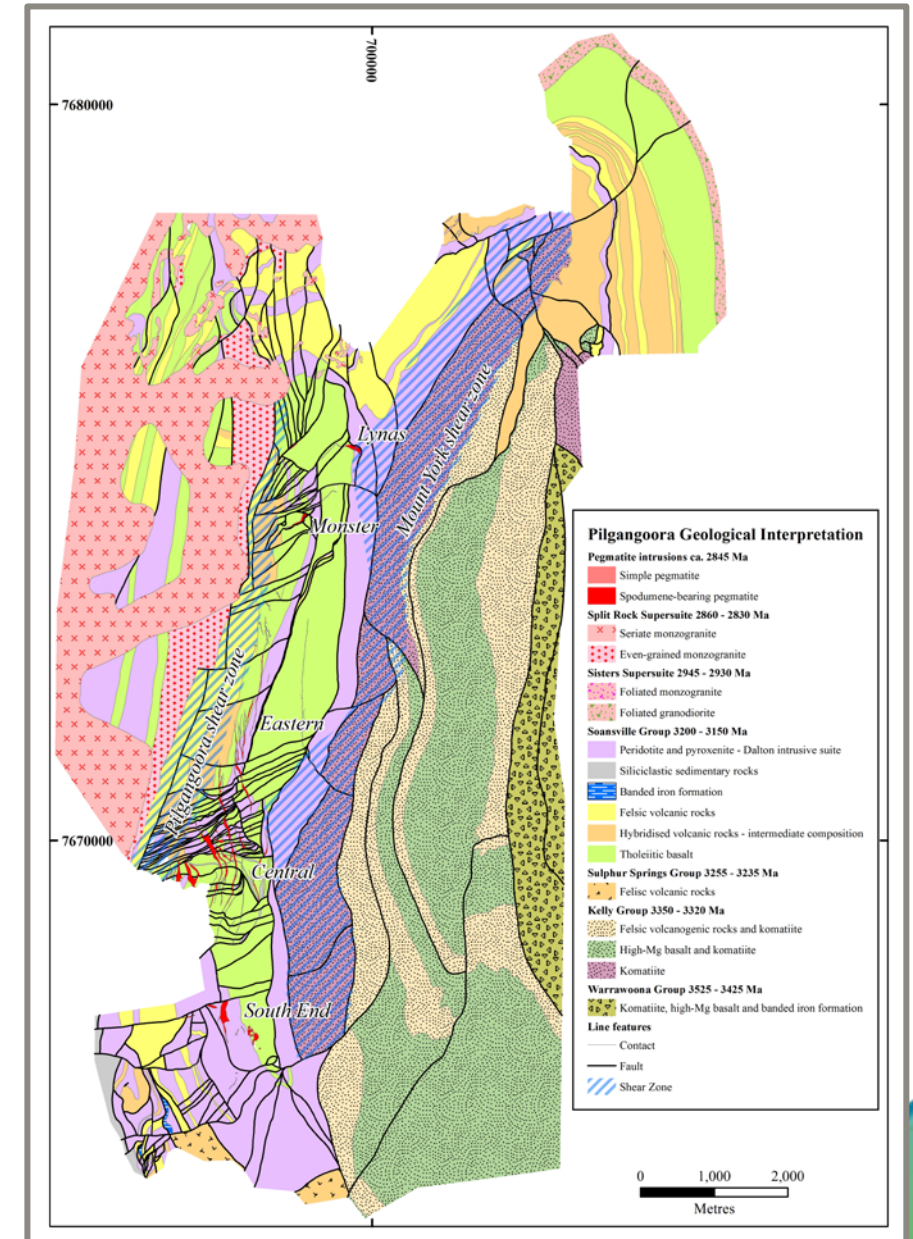 700000
7680000
Lynas
Mount York shear zone
Monster
Eastern
Pilgangoora shear zone
7670000
Central
South End
Pilgangoora Geological Interpretation
Pegmatite intrusions ca. 2845 Ma
Simple pegmatite
Spodumene-bearing pegmatite
Split Rock Supersuite 2860 - 2830 Ma
Seriate monzogranite
Even-grained monzogranite
Sisters Supersuite 2945 - 2930 Ma
Foliated monzogranite
Foliated granodiorite
Soansville Group 3200 - 3150 Ma
Peridotite and pyroxenite - Dalton intrusive suite
Siliciclastic sedimentary rocks
Banded iron formation
Felsic volcanic rocks
Hybridised volcanic rocks - intermediate composition
Tholeiitic basalt
Sulphur Springs Group 3255 - 3235 Ma
Felisc volcanic rocks
Kelly Group 3350 - 3320 Ma
Felsic volcanogenic rocks and komatiite
High-Mg basalt and komatiite
Komatiite
Warrawoona Group 3525 - 3425 Ma
Komatiite, high-Mg basalt and banded iron formation
Line features
Contact
Fault
Shear Zone
0 1,000 2,000
Metres